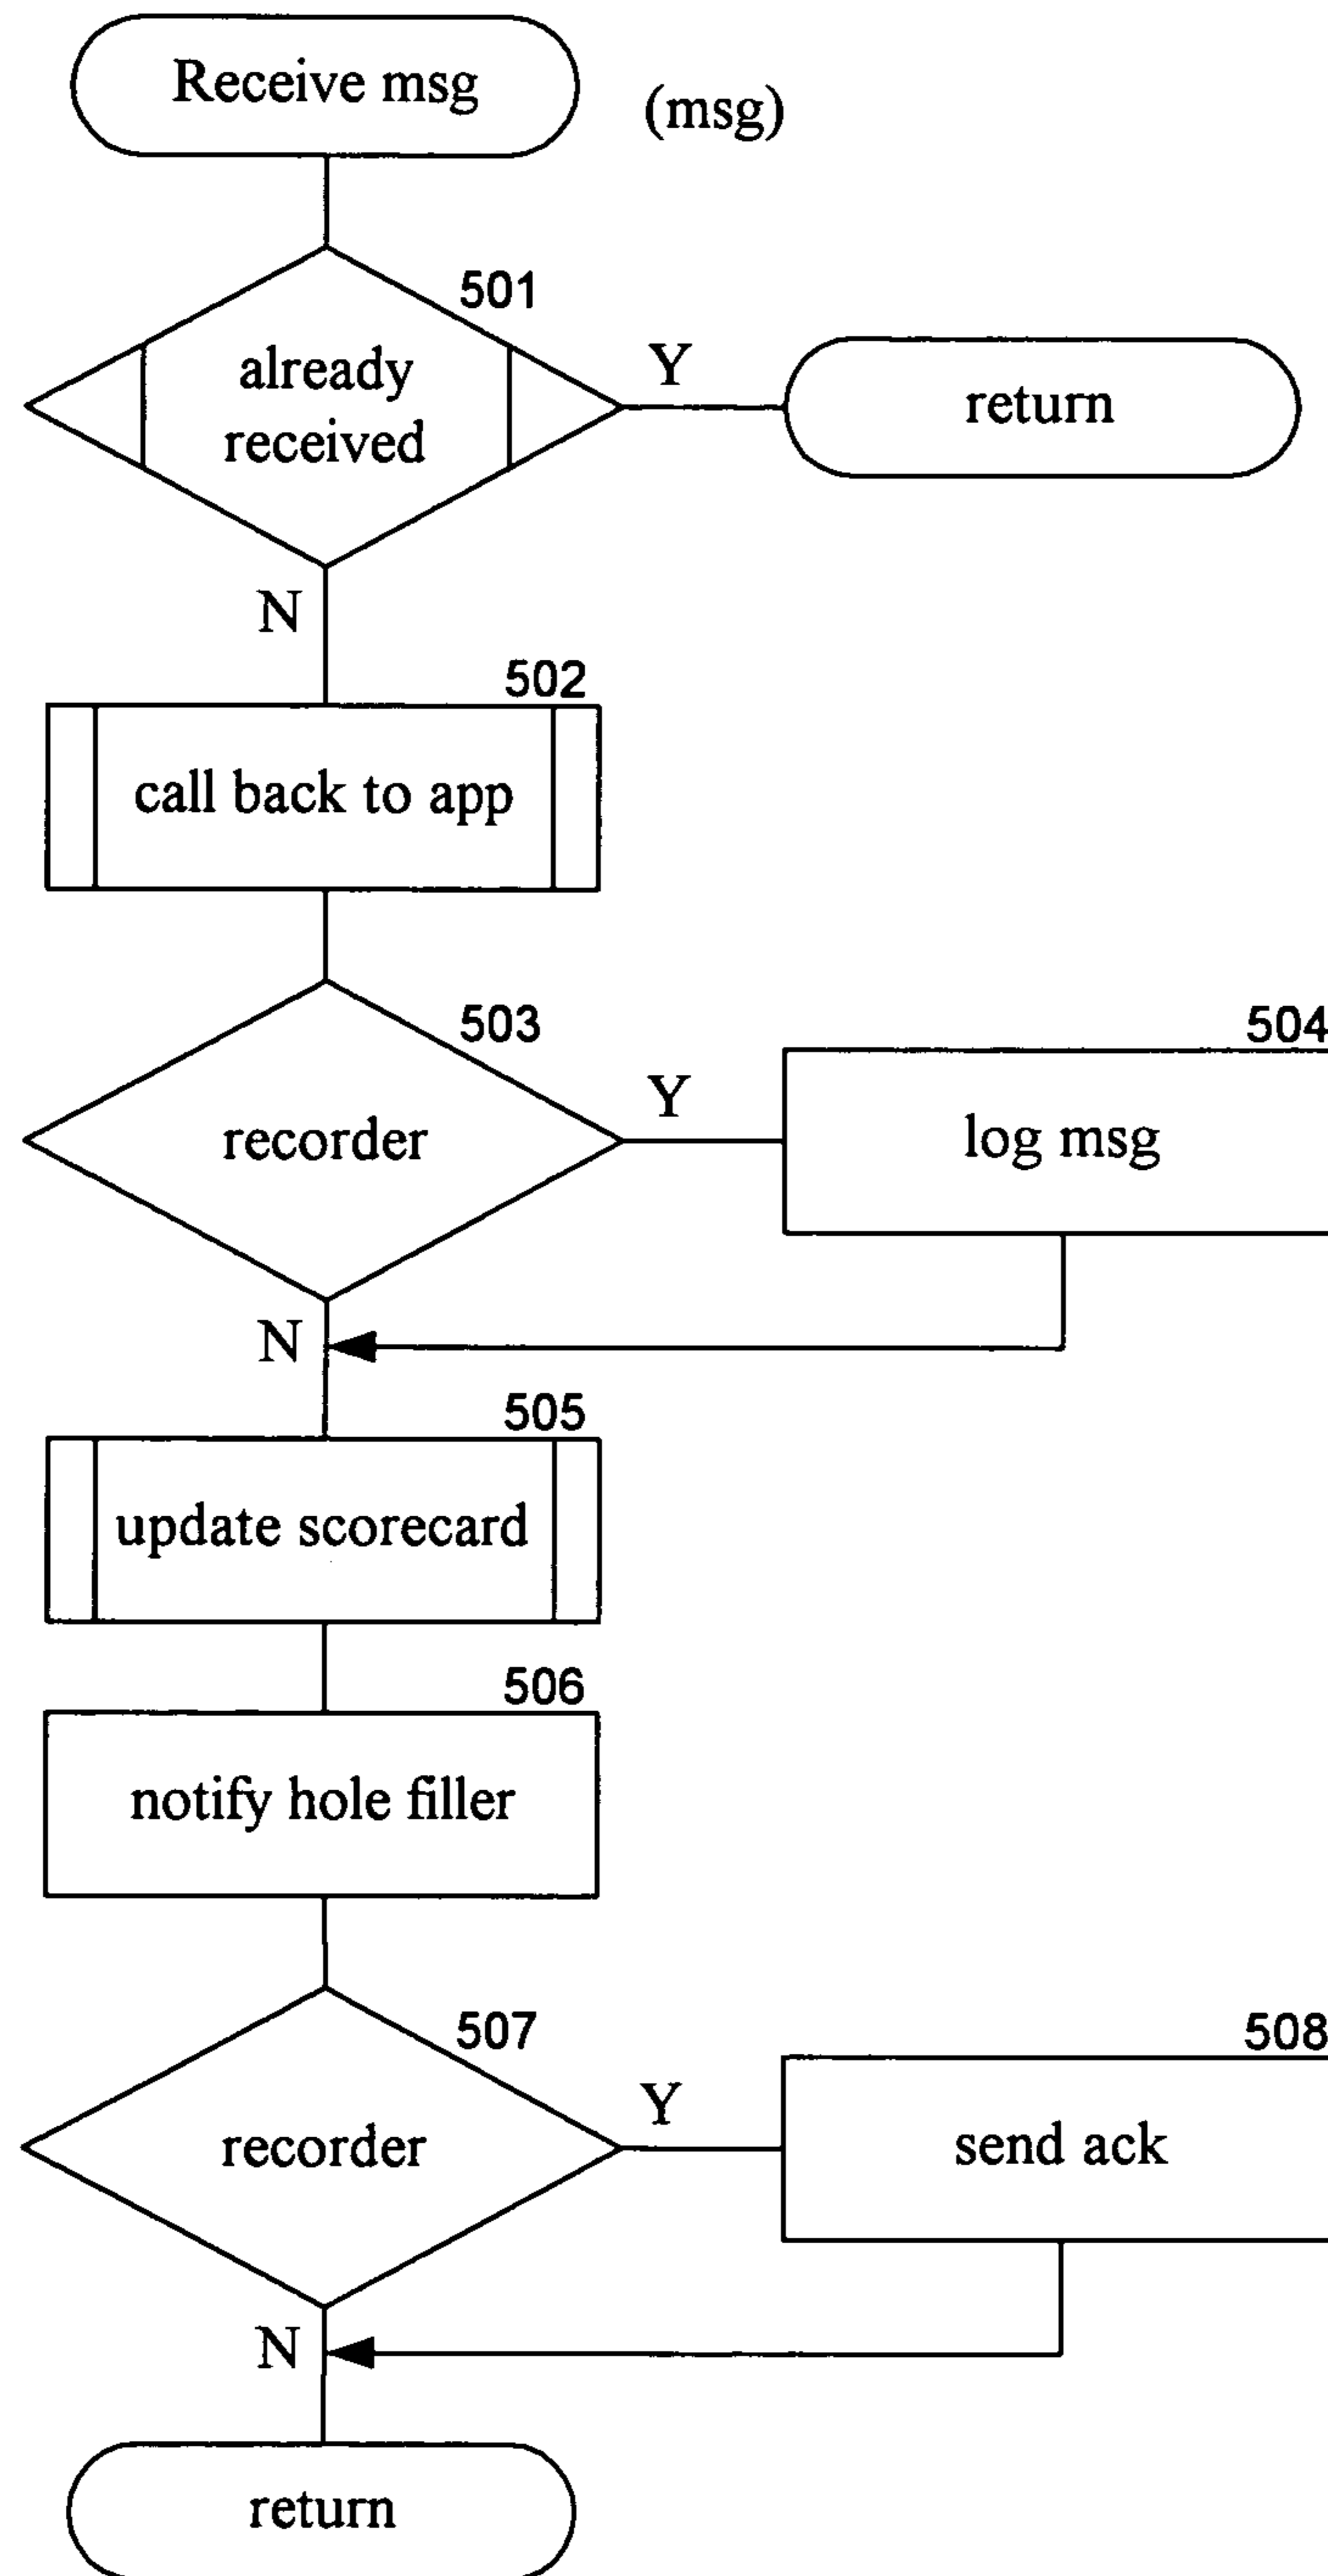 Receive msg
(msg)
501
already
received
Y
return
N
502
call back to app
503
recorder
Y
504
log msg
N
505
update scorecard
506
notify hole filler
507
recorder
Y
508
send ack
N
return